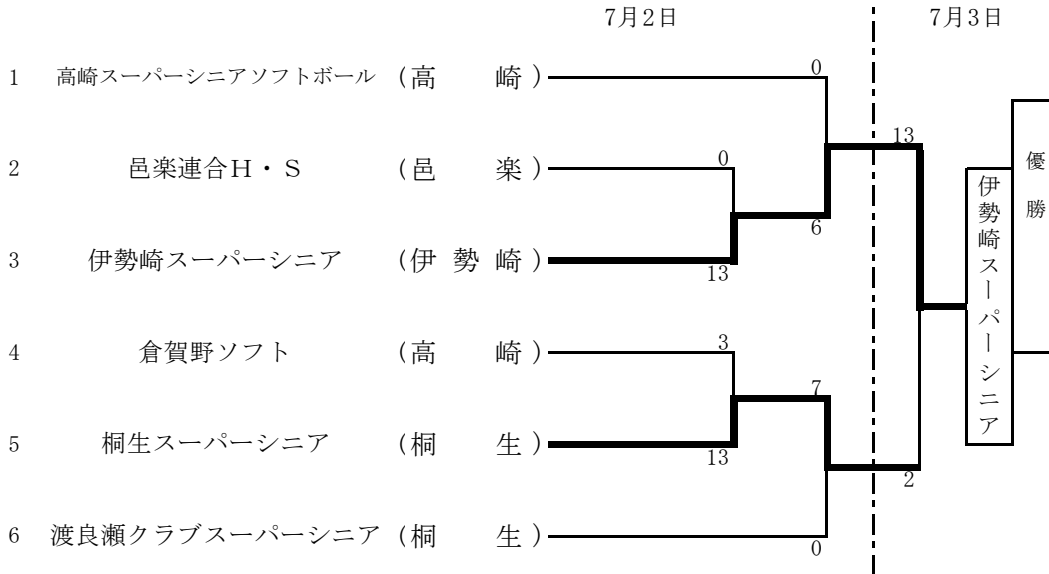 7月2日 7月3日
0
1 高崎スーパーシニアソフトボール (高 崎)
13
2 邑楽連合H・S (邑 楽) 0
6
3 伊勢崎スーパーシニア (伊 勢 崎)
13
4 倉賀野ソフト (高 崎) 3
7
5 桐生スーパーシニア (桐 生)
13
2
6 渡良瀬クラブスーパーシニア (桐 生)
0
伊勢崎スーパーシニア
優勝